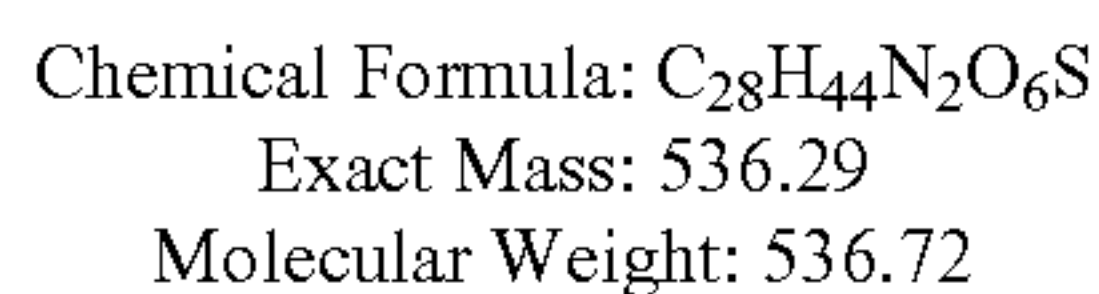 Chemical Formula: C₂₈H₄₄N₂O₆S
Exact Mass: 536.29
Molecular Weight: 536.72